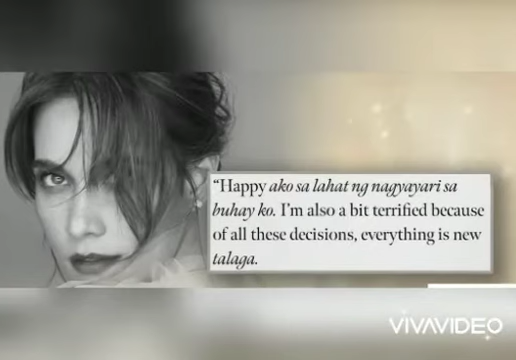 “Happy ako sa lahat ng nagyayari sa
buhay ko. I’m also a bit terrified because
of all these decisions, everything is new
talaga.
VIVAVIDEO